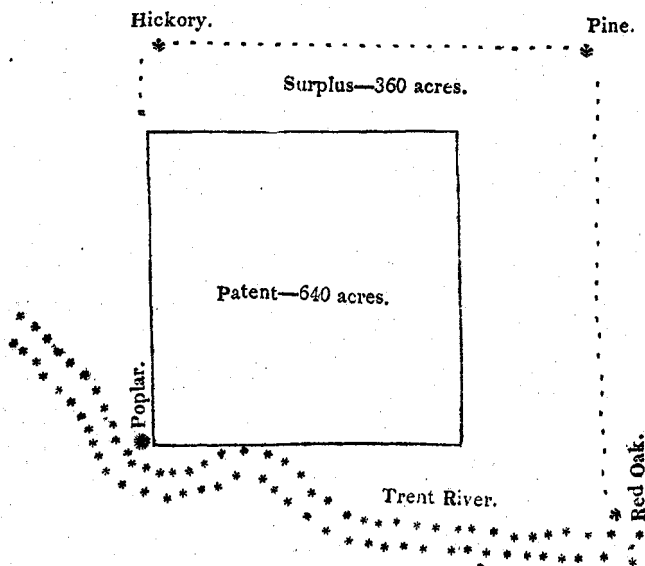 Hickory.
Pine.
Surplus—360 acres.
Patent—640 acres.
Poplar.
Trent River.
Red Oak.